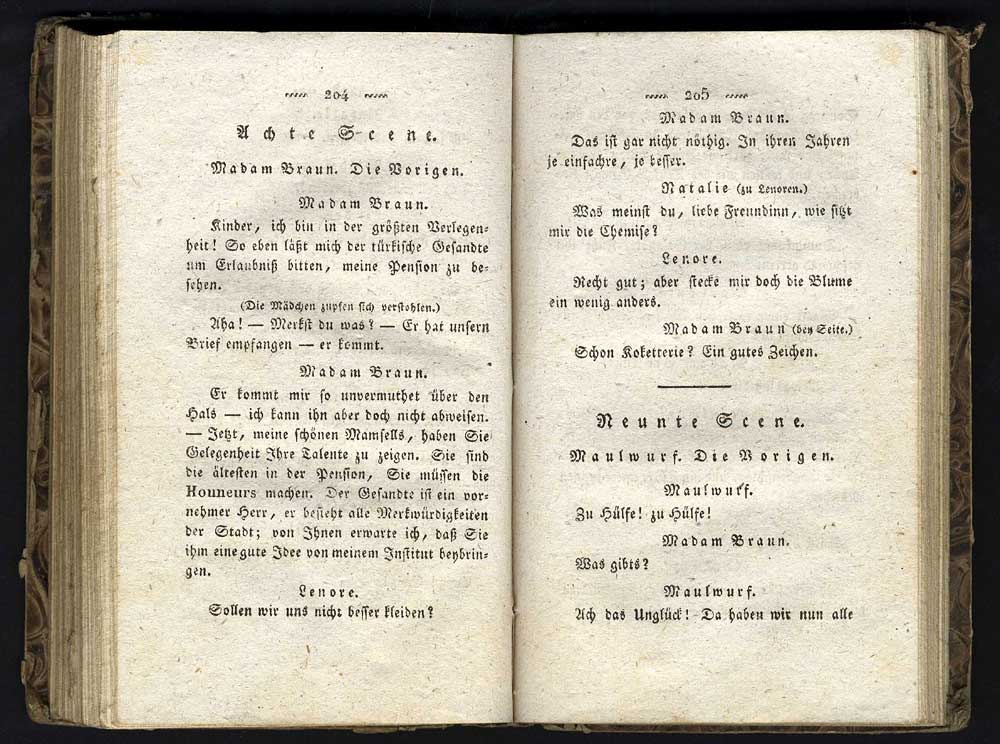 204
Achte Scene.
Madam Braun. Die Vorigen.
Madam Braun.
Kinder, ich bin in der größten Verlegen=
heit! So eben läßt mich der türkische Gesandte
um Erlaubniß bitten, meine Pension zu be=
sehen.
(Die Mädchen zupfen sich verstohlen.)
Aha! — Merkst du was? — Er hat unsern
Brief empfangen — er kommt.
Madam Braun.
Er kommt mir so unvermuthet über den
Hals — ich kann ihn aber doch nicht abweisen.
— Jetzt, meine schönen Mamsells, haben Sie
Gelegenheit Ihre Talente zu zeigen. Sie sind
die ältesten in der Pension, Sie müssen die
Houneurs machen. Der Gesandte ist ein vor=
nehmer Herr, er besieht alle Merkwürdigkeiten
der Stadt; von Ihnen erwarte ich, daß Sie
ihm eine gute Idee von meinem Institut beybrin=
gen.
Lenore.
Sollen wir uns nicht besser kleiden?
205
Madam Braun.
Das ist gar nicht nöthig. In ihren Jahren
je einfachre, je besser.
Natalie (zu Lenoren.)
Was meinst du, liebe Freundinn, wie sitzt
mir die Chemise?
Lenore.
Recht gut; aber stecke mir doch die Blume
ein wenig anders.
Madam Braun (bey Seite.)
Schon Koketterie? Ein gutes Zeichen.
Neunte Scene.
Maulwurf. Die Vorigen.
Maulwurf.
Zu Hülfe! zu Hülfe!
Madam Braun.
Was gibts?
Maulwurf.
Ach das Unglück! Da haben wir nun alle